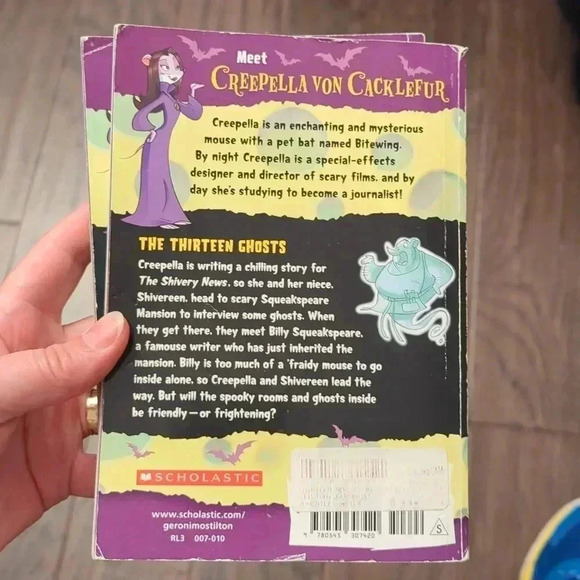 Meet
CREEPELLA VON CACKLEFUR
Creepella is an enchanting and mysterious
mouse with a pet bat named Bitewing.
By night Creepella is a special-effects
designer and director of scary films, and by
day she's studying to become a journalist!
THE THIRTEEN GHOSTS
Creepella is writing a chilling story for
The Shivery News, so she and her niece,
Shivereen, head to scary Squeakspeare
Mansion to interview some ghosts. When
they get there, they meet Billy Squeakspeare,
a famouse writer who has just inherited the
mansion. Billy is too much of a 'fraidy mouse to go
inside alone, so Creepella and Shivereen lead the
way. But will the spooky rooms and ghosts inside
be friendly—or frightening?
SCHOLASTIC
www.scholastic.com/
geronimostilton
RL3 007-010
9 780545 307420
S